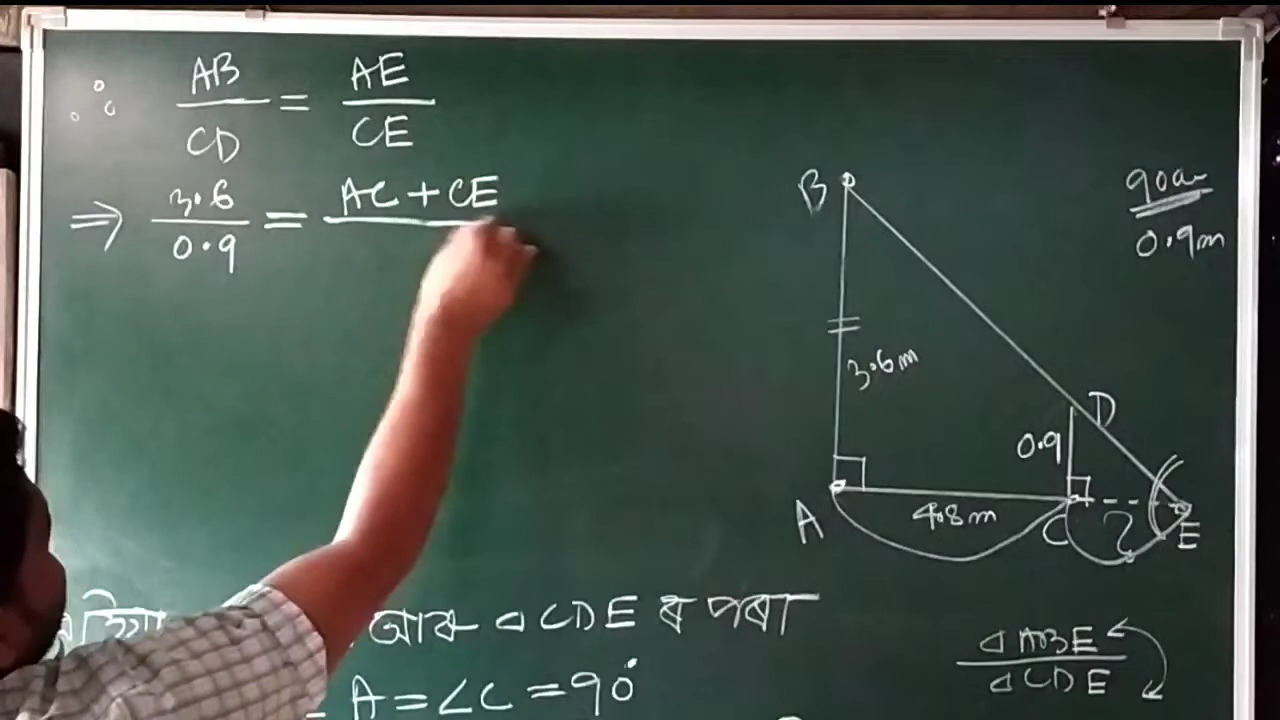 ∴ AB/CD = AE/CE
⇒ 3.6/0.9 = AC + CE
B
90cm
0.9m
3.6m
D
0.9
A
4.8m
C
?
E
আৰু △CDE ৰ পৰা
A = ∠C = 90°
△ABE
△CDE